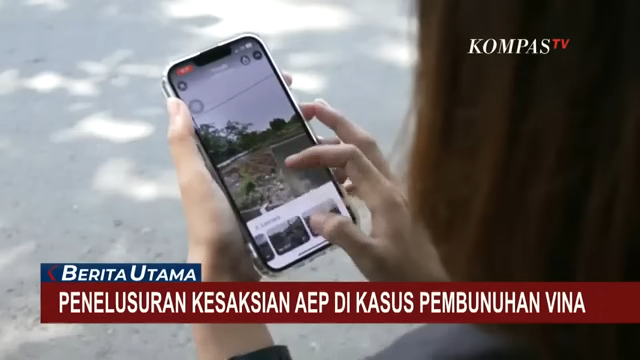 KOMPASTV
BERITA UTAMA
PENELUSURAN KESAKSIAN AEP DI KASUS PEMBUNUHAN VINA